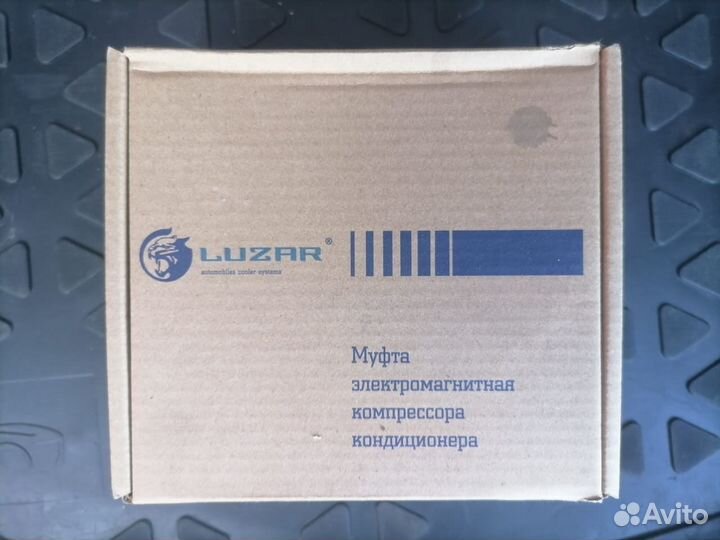 LUZAR®
automobiles cooler systems
Муфта
электромагнитная
компрессора
кондиционера
Avito